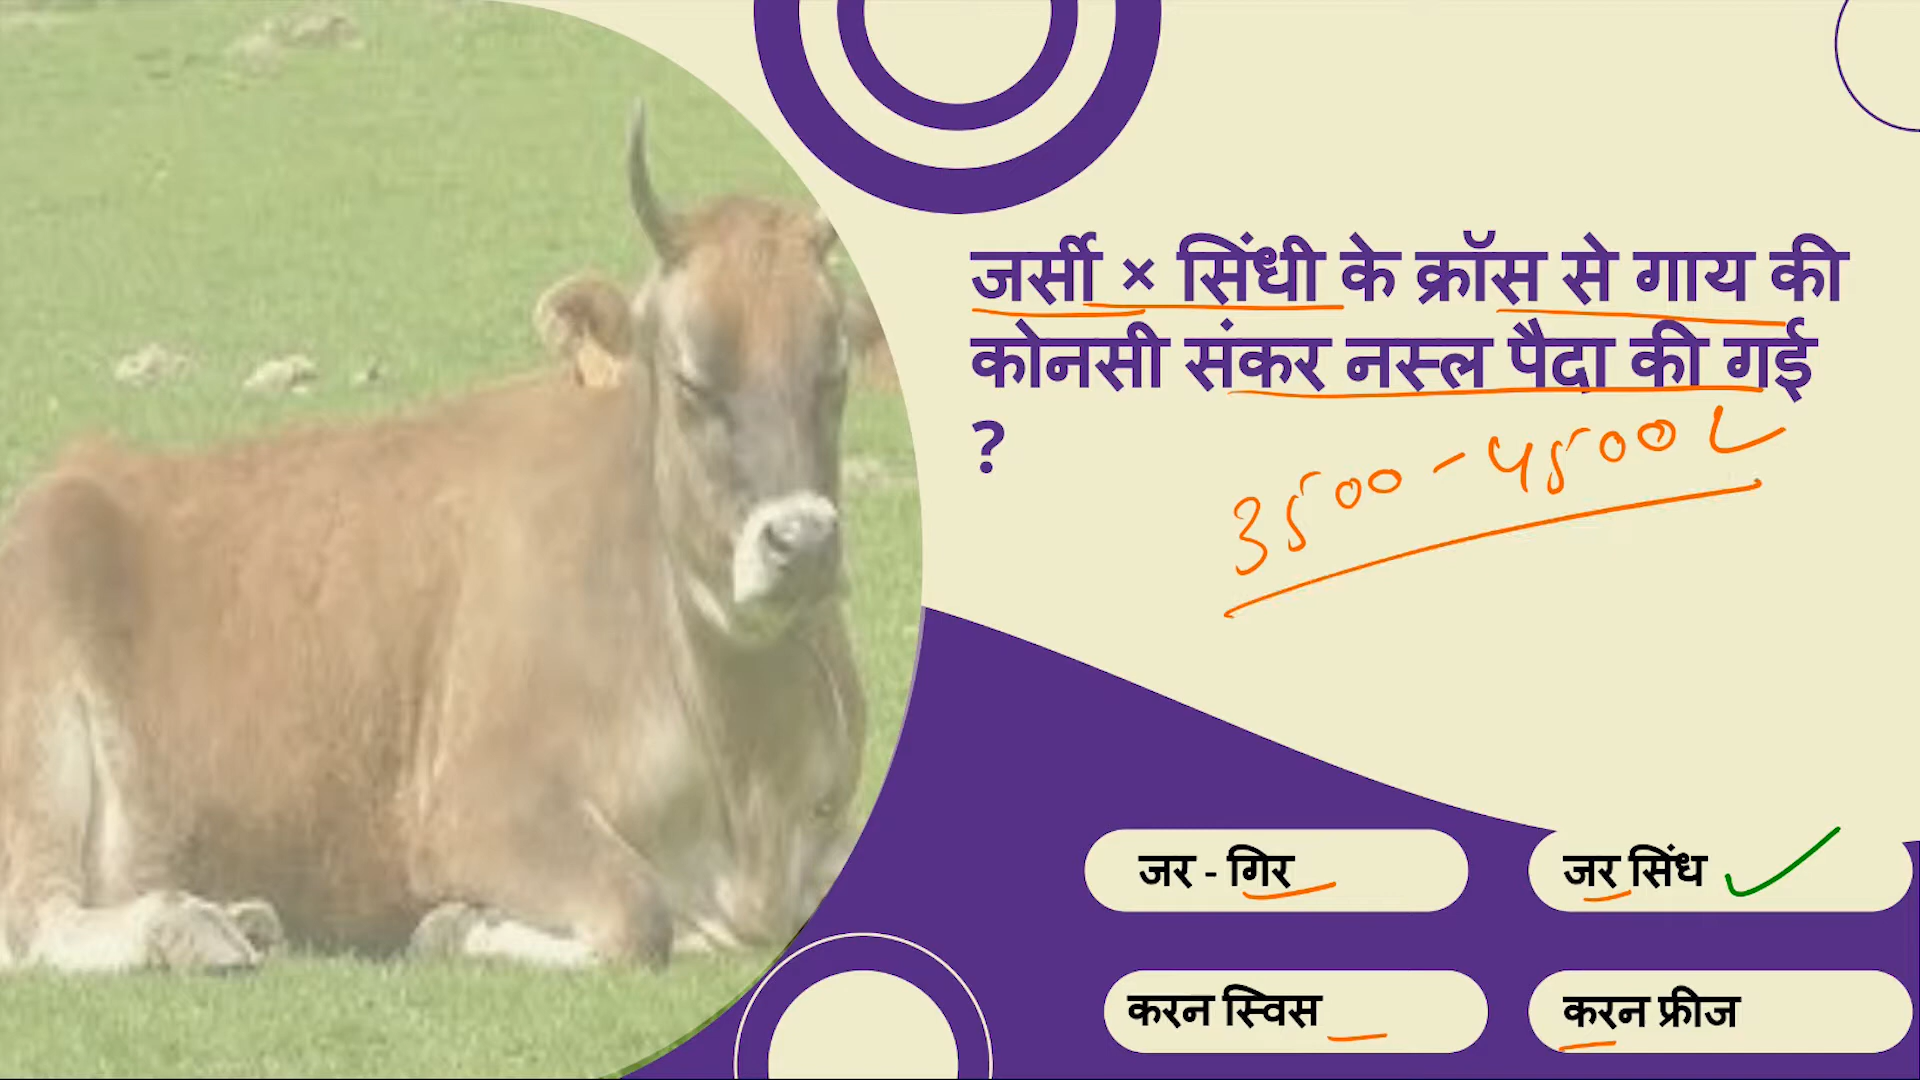 जर्सी × सिंधी के क्रॉस से गाय की
कोनसी संकर नस्ल पैदा की गई
?
3500 - 4500 L
जर - गिर
जर सिंध
करन स्विस
करन फ्रीज